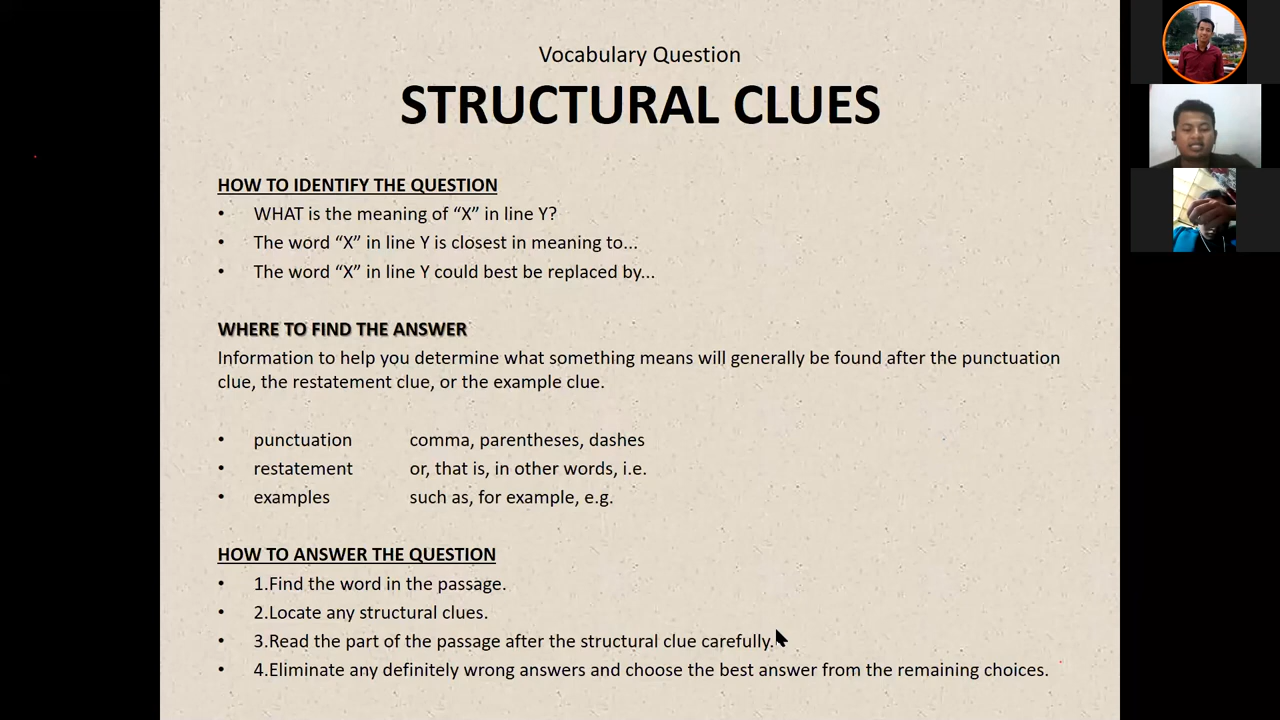 Vocabulary Question
STRUCTURAL CLUES
HOW TO IDENTIFY THE QUESTION
• WHAT is the meaning of “X” in line Y?
• The word “X” in line Y is closest in meaning to...
• The word “X” in line Y could best be replaced by...
WHERE TO FIND THE ANSWER
Information to help you determine what something means will generally be found after the punctuation
clue, the restatement clue, or the example clue.
• punctuation comma, parentheses, dashes
• restatement or, that is, in other words, i.e.
• examples such as, for example, e.g.
HOW TO ANSWER THE QUESTION
• 1.Find the word in the passage.
• 2.Locate any structural clues.
• 3.Read the part of the passage after the structural clue carefully.
• 4.Eliminate any definitely wrong answers and choose the best answer from the remaining choices.